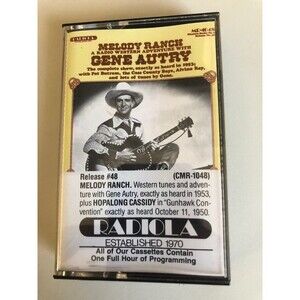 RADIOLA
MELODY RANCH
A RADIO WESTERN ADVENTURE WITH
GENE AUTRY
The complete show, exactly as heard in 1953;
with Pat Buttram, the Cass County Boys, Alvino Rey,
and lots of tunes by Gene.
Release #48 (CMR-1048)
MELODY RANCH. Western tunes and adven-
ture with Gene Autry, exactly as heard in 1953,
plus HOPALONG CASSIDY in "Gunhawk Con-
vention" exactly as heard October 11, 1950.
RADIOLA
ESTABLISHED 1970
All of Our Cassettes Contain
One Full Hour of Programming